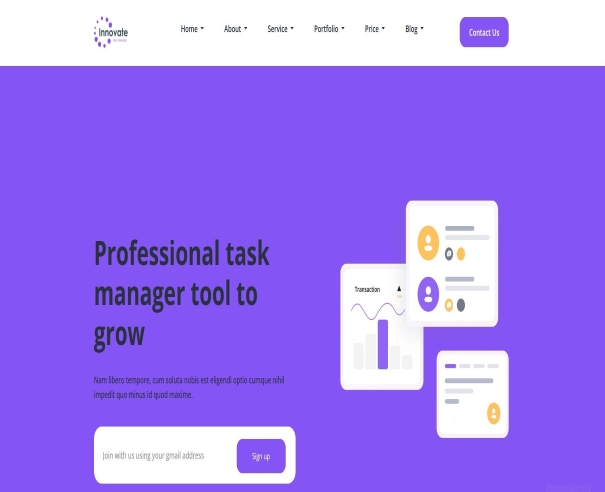 Innovate
Home
About
Service
Portfolio
Price
Blog
Contact Us
Professional task
manager tool to
grow
Nam libero tempore, cum soluta nobis est eligendi optio cumque nihil
impedit quo minus id quod maxime.
Join with us using your gmail address
Sign up
Transaction